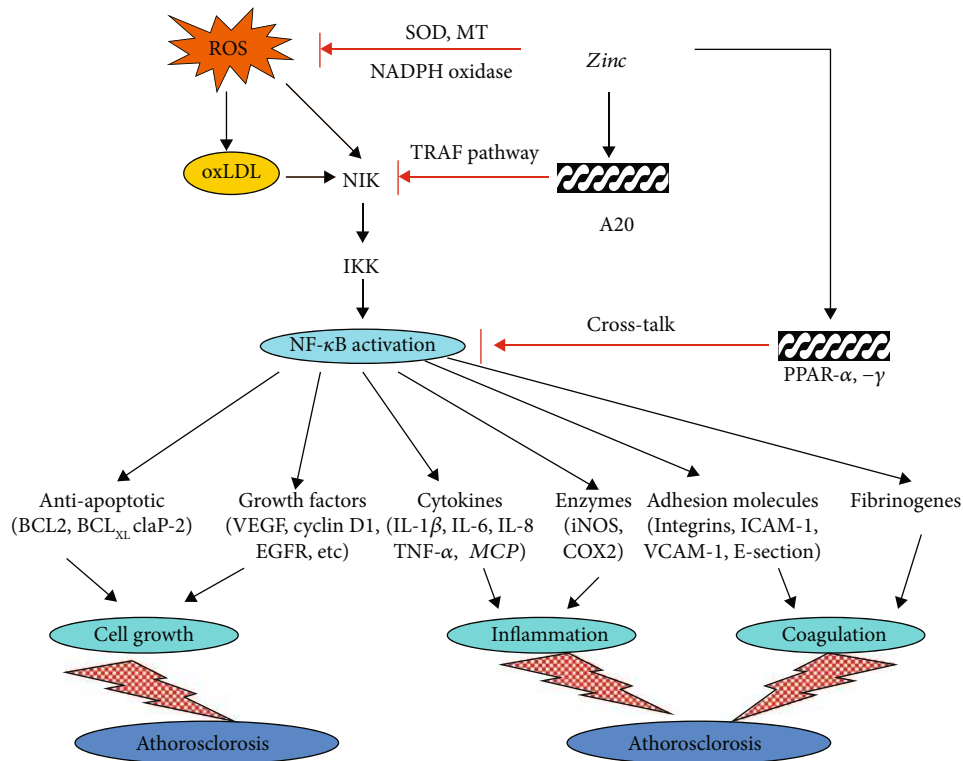 SOD, MT
ROS
NADPH oxidase
Zinc
TRAF pathway
oxLDL
NIK
A20
IKK
Cross-talk
NF-κB activation
PPAR-α, −γ
Anti-apoptotic
(BCL2, BCLXL claP-2)
Growth factors
(VEGF, cyclin D1,
EGFR, etc)
Cytokines
(IL-1β, IL-6, IL-8
TNF-α, MCP)
Enzymes
(iNOS,
COX2)
Adhesion molecules
(Integrins, ICAM-1,
VCAM-1, E-section)
Fibrinogenes
Cell growth
Inflammation
Coagulation
Athorosclorosis
Athorosclorosis